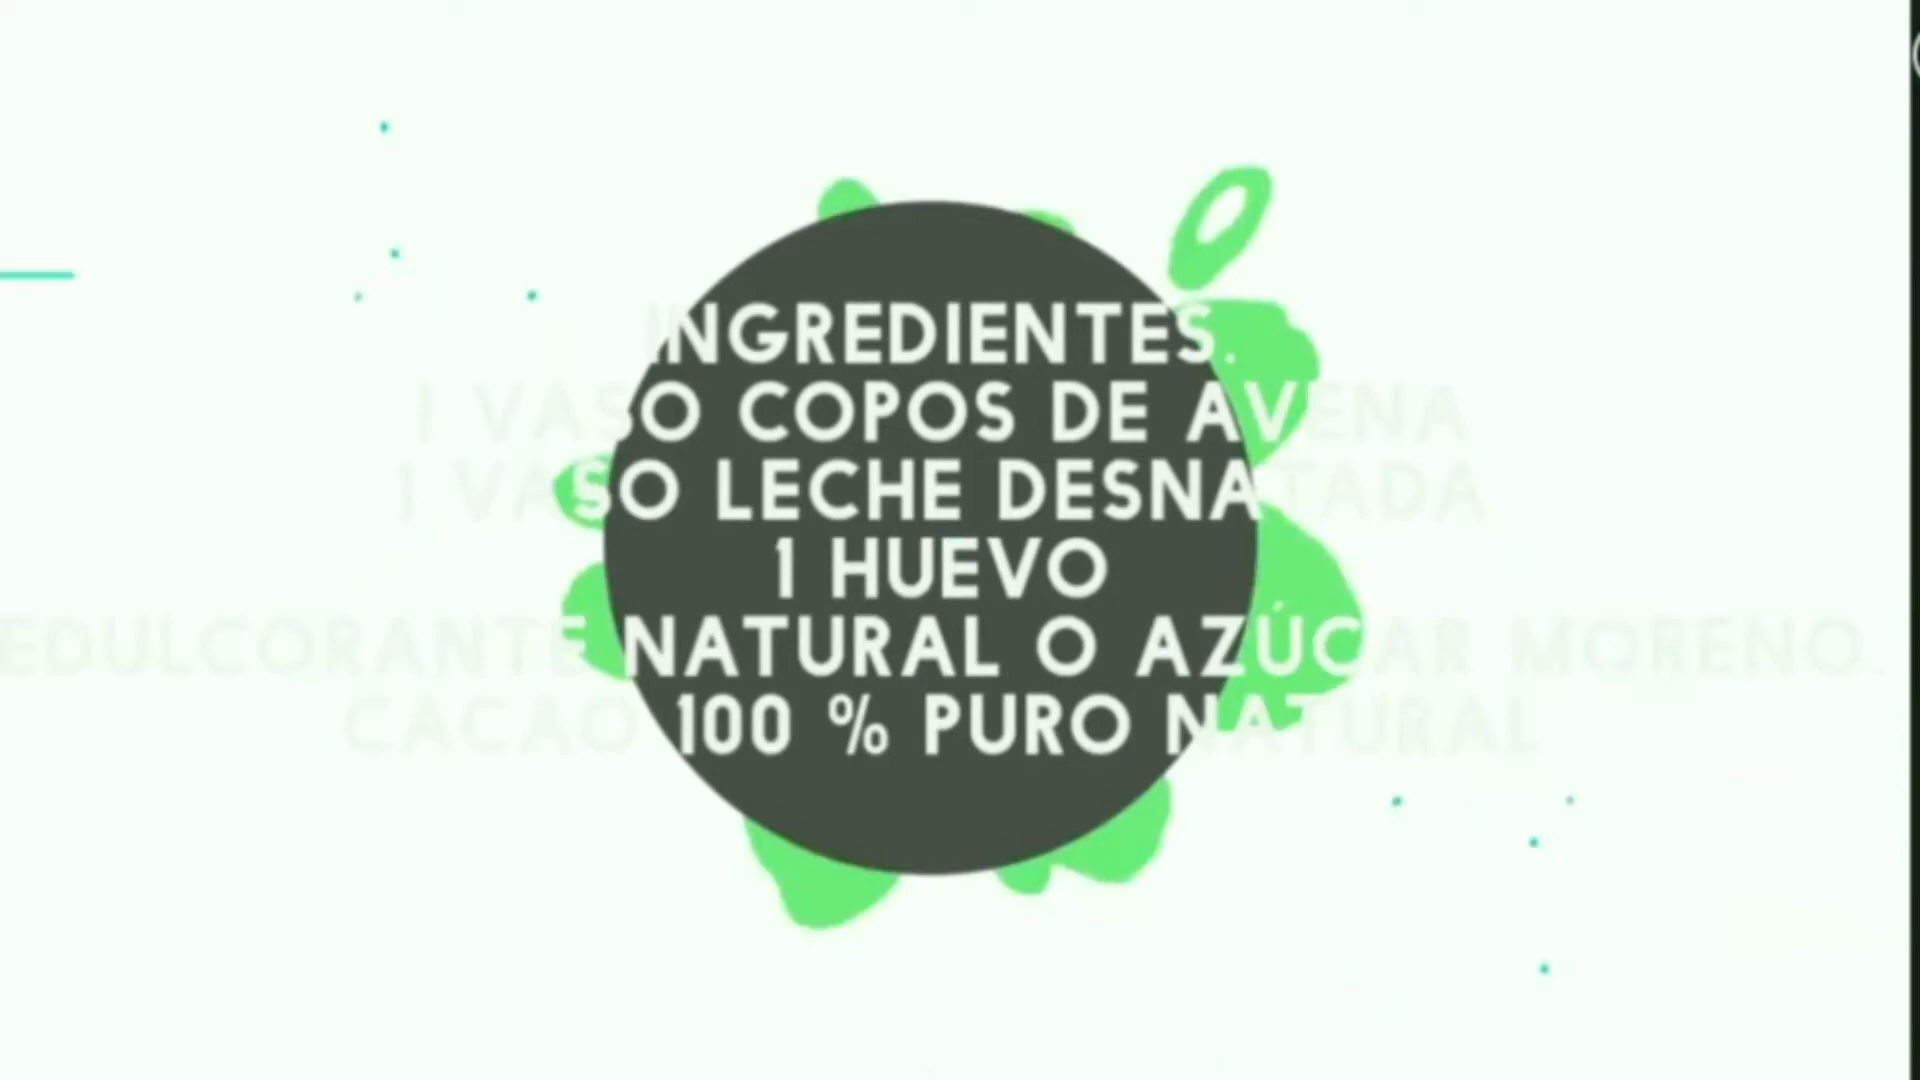 INGREDIENTES.
1 VASO COPOS DE AVENA
1 VASO LECHE DESNATADA
1 HUEVO
EDULCORANTE NATURAL O AZÚCAR MORENO.
CACAO 100 % PURO NATURAL